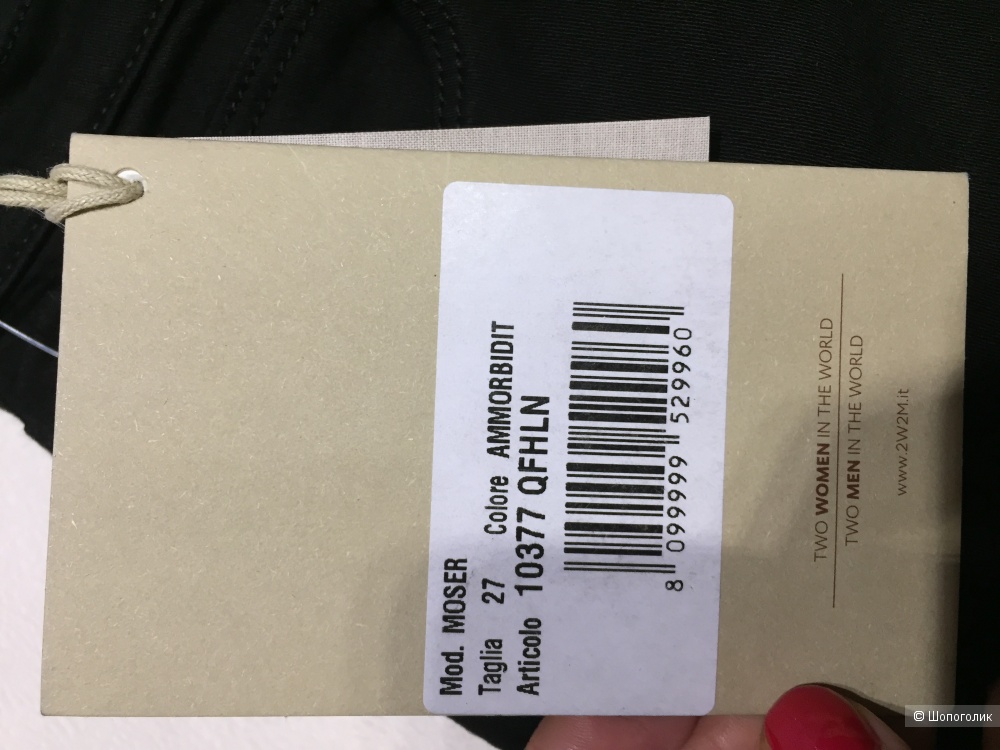 Mod. MOSER
Taglia 27 Colore AMMORBIDIT
Articolo 10377 QFHLN
8 099999 529960
TWO WOMEN IN THE WORLD
TWO MEN IN THE WORLD
www.2W2M.it
© Шопоголик